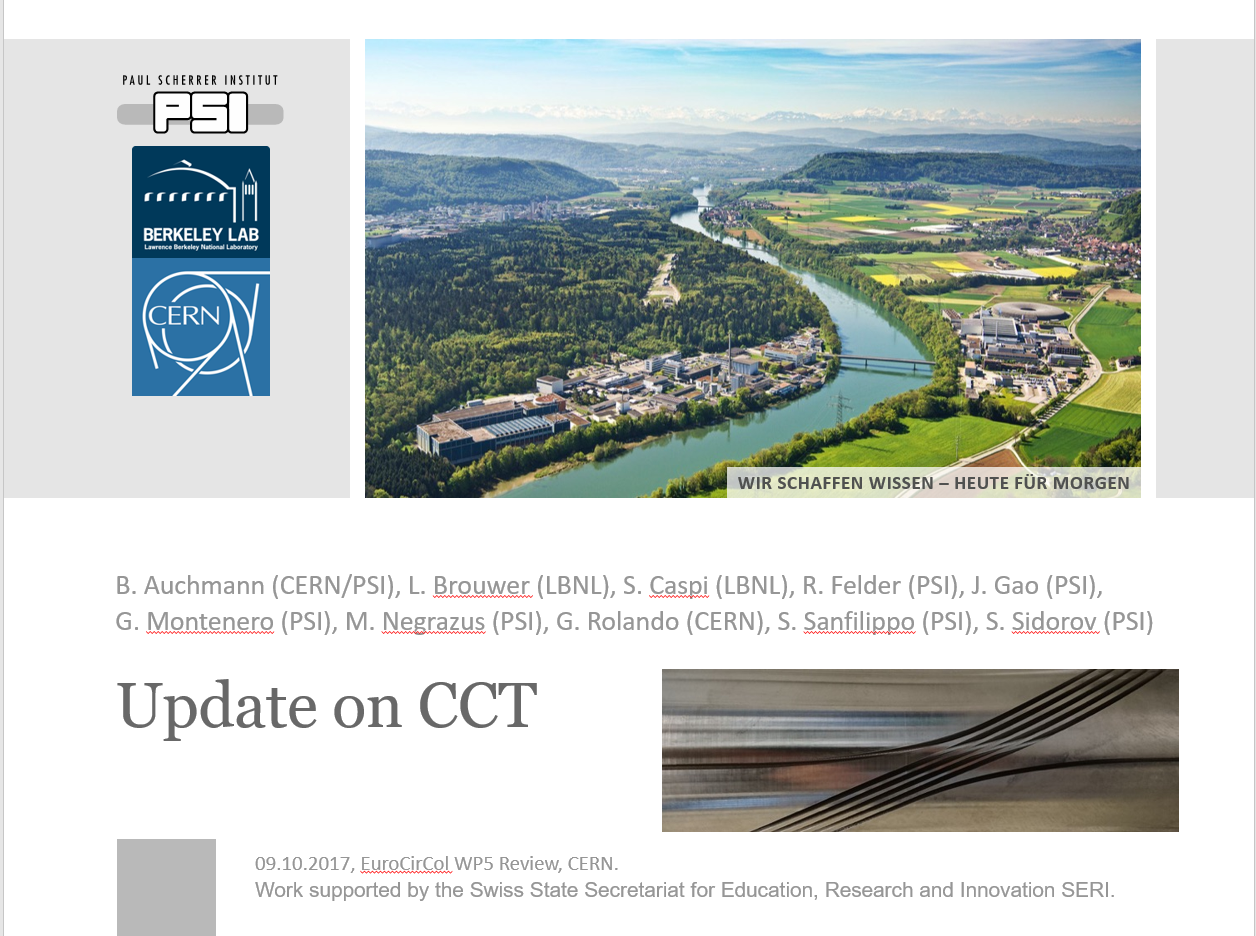 PAUL SCHERRER INSTITUT
PSI
BERKELEY LAB
Lawrence Berkeley National Laboratory
CERN
WIR SCHAFFEN WISSEN – HEUTE FÜR MORGEN
B. Auchmann (CERN/PSI), L. Brouwer (LBNL), S. Caspi (LBNL), R. Felder (PSI), J. Gao (PSI),
G. Montenero (PSI), M. Negrazus (PSI), G. Rolando (CERN), S. Sanfilippo (PSI), S. Sidorov (PSI)
Update on CCT
09.10.2017, EuroCirCol WP5 Review, CERN.
Work supported by the Swiss State Secretariat for Education, Research and Innovation SERI.